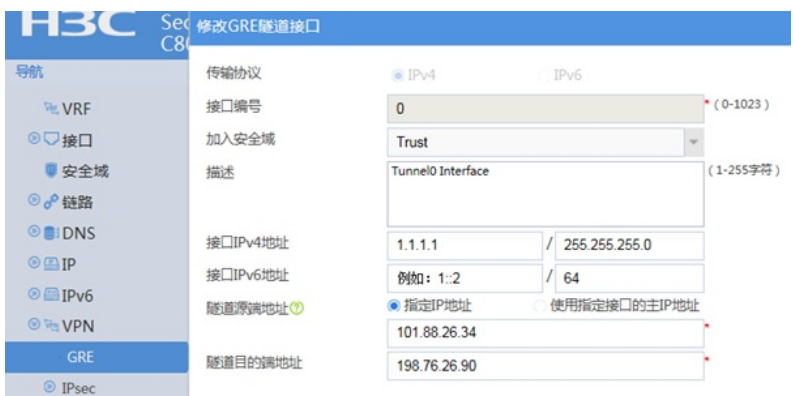 H3C Sec
C80
修改GRE隧道接口
导航
VRF
接口
安全域
链路
DNS
IP
IPv6
VPN
GRE
IPsec
传输协议 IPv4 IPv6
接口编号 0 * (0-1023)
加入安全域 Trust
描述 Tunnel0 Interface (1-255字符)
接口IPv4地址 1.1.1.1 / 255.255.255.0
接口IPv6地址 例如：1::2 / 64
隧道源端地址? 指定IP地址 使用指定接口的主IP地址
101.88.26.34 *
隧道目的端地址 198.76.26.90 *